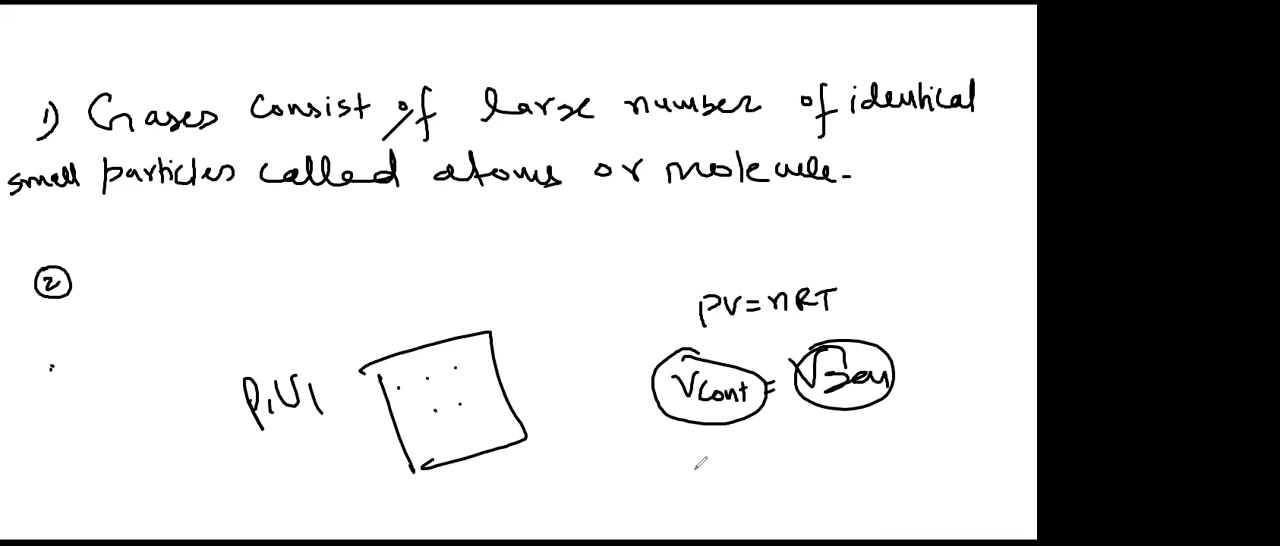 1) Gases consist of large number of identical
small particles called atoms or molecule.
②
PV = nRT
P1V1
Vcont =